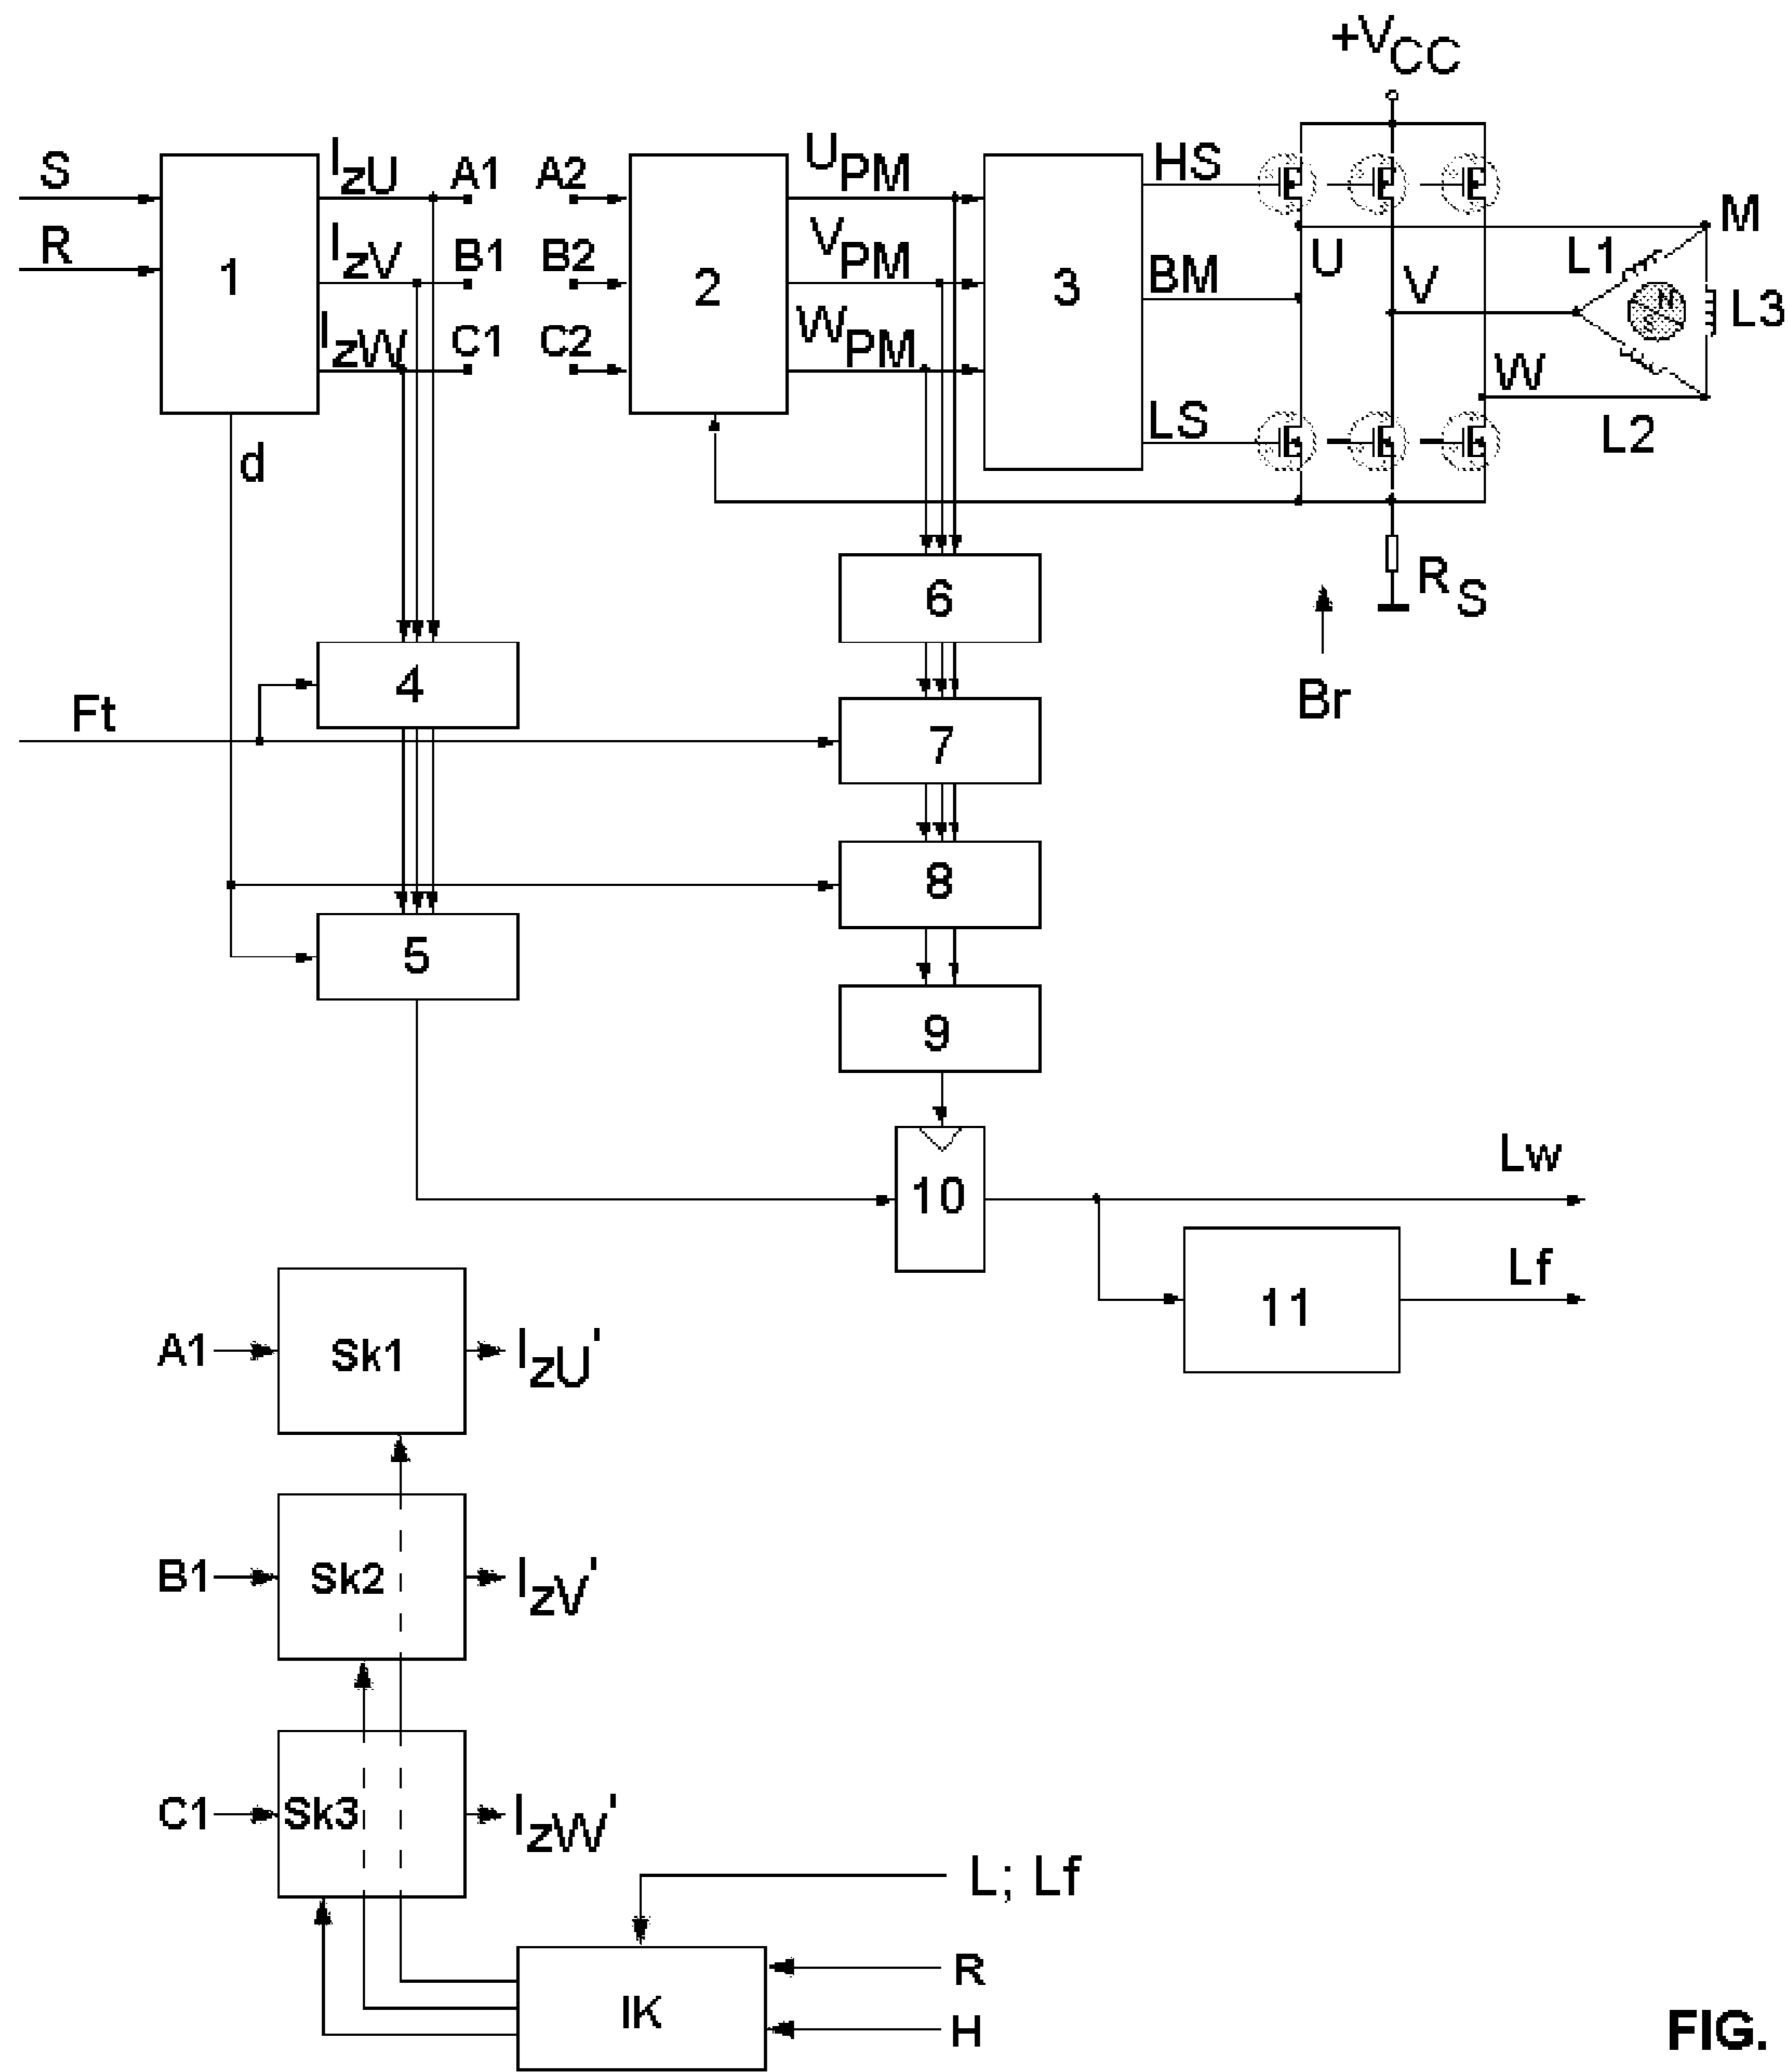 +VCC
S
IzU
A1
A2
UPM
HS
M
R
IzV
B1
B2
VPM
BM
U
L1
1
2
3
V
N
S
L3
IzW
C1
C2
WPM
W
LS
L2
d
6
RS
4
Ft
7
Br
8
5
9
10
Lw
Lf
11
A1
Sk1
IzU'
B1
Sk2
IzV'
C1
Sk3
IzW'
L; Lf
R
IK
H
FIG.